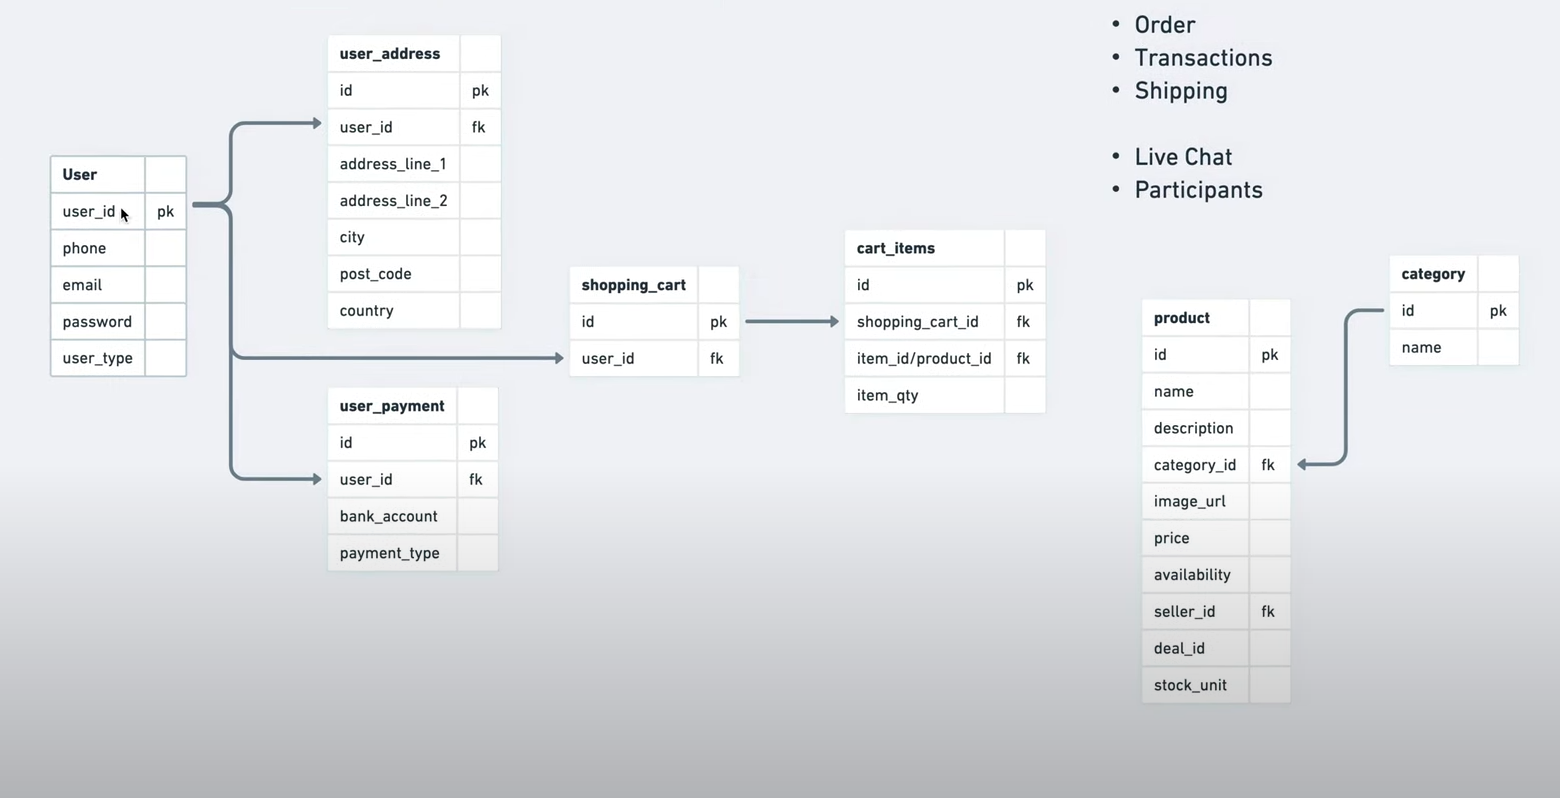 • Order
• Transactions
• Shipping
• Live Chat
• Participants
User
user_id pk
phone
email
password
user_type
user_address
id pk
user_id fk
address_line_1
address_line_2
city
post_code
country
user_payment
id pk
user_id fk
bank_account
payment_type
shopping_cart
id pk
user_id fk
cart_items
id pk
shopping_cart_id fk
item_id/product_id fk
item_qty
product
id pk
name
description
category_id fk
image_url
price
availability
seller_id fk
deal_id
stock_unit
category
id pk
name